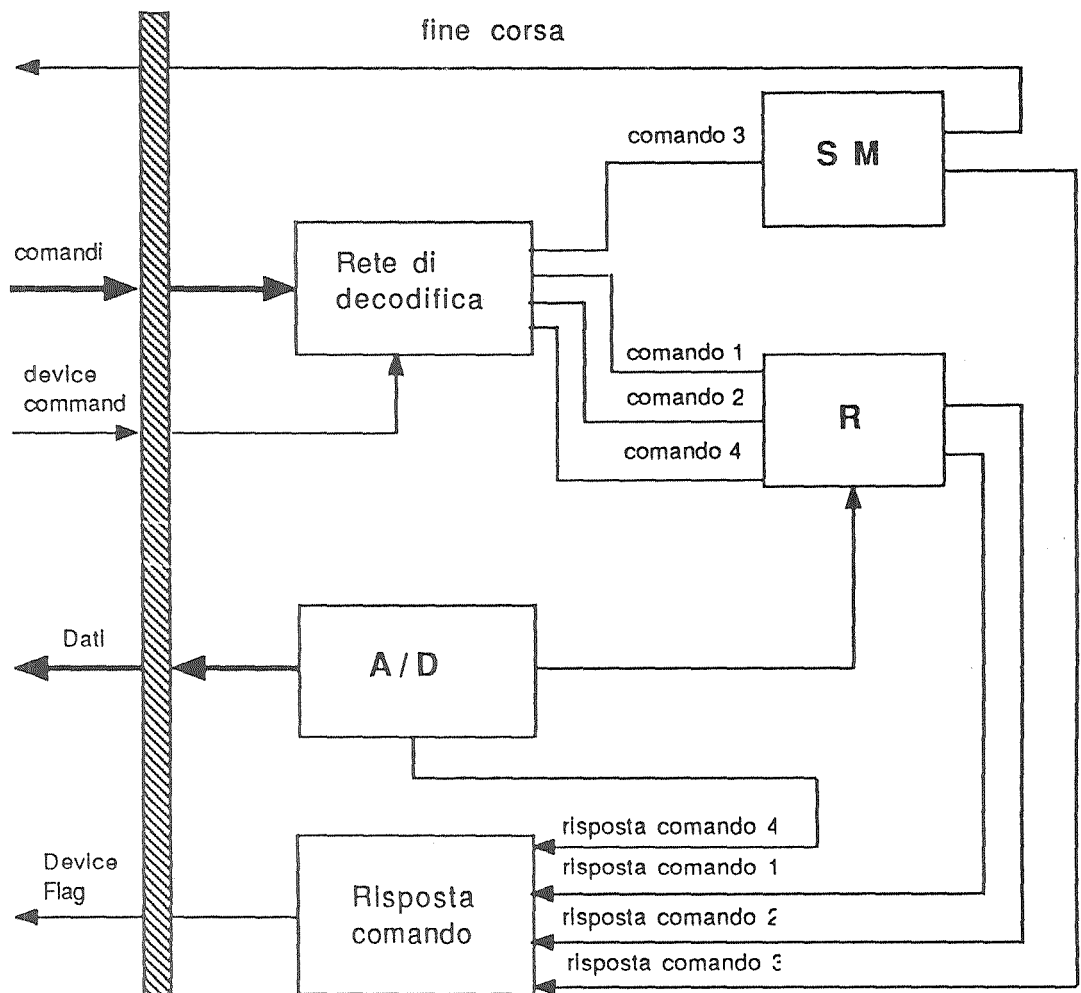 fine corsa
comando 3
S M
comandi
Rete di
decodifica
device
command
comando 1
comando 2
R
comando 4
Dati
A / D
risposta comando 4
Device
Flag
risposta comando 1
Risposta
comando
risposta comando 2
risposta comando 3